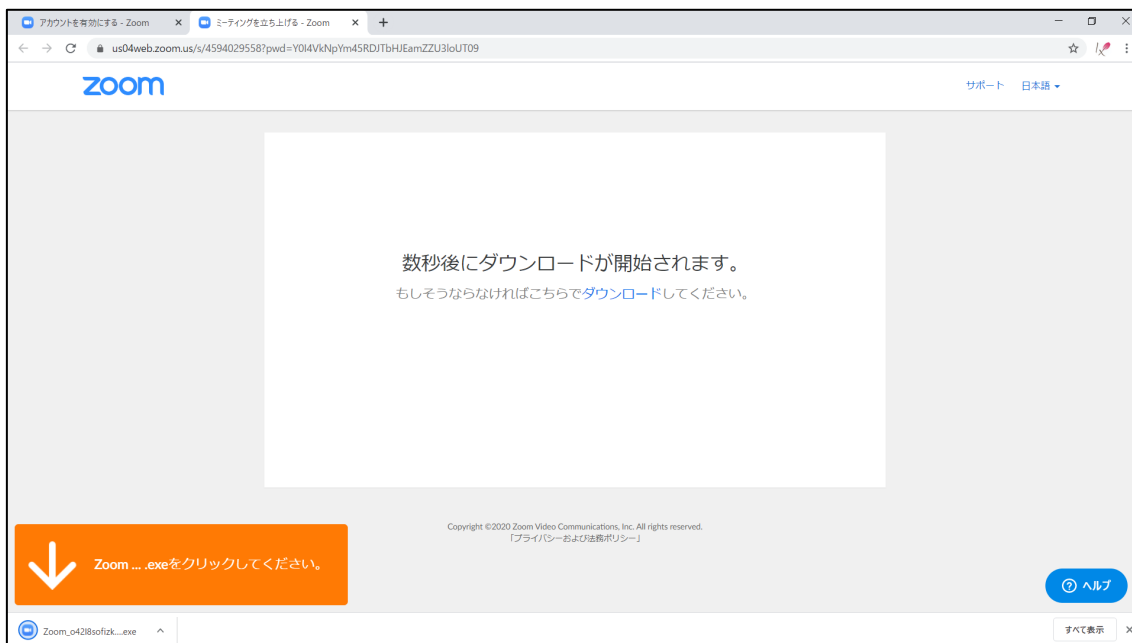 アカウントを有効にする - Zoom
ミーティングを立ち上げる - Zoom
us04web.zoom.us/s/4594029558?pwd=Y0l4VkNpYm45RDJTbHJEamZZU3loUT09
zoom
サポート 日本語
数秒後にダウンロードが開始されます。
もしそうならなければこちらでダウンロードしてください。
Copyright ©2020 Zoom Video Communications, Inc. All rights reserved.
「プライバシーおよび法務ポリシー」
Zoom ... .exeをクリックしてください。
ヘルプ
Zoom_o42l8sofizk....exe
すべて表示